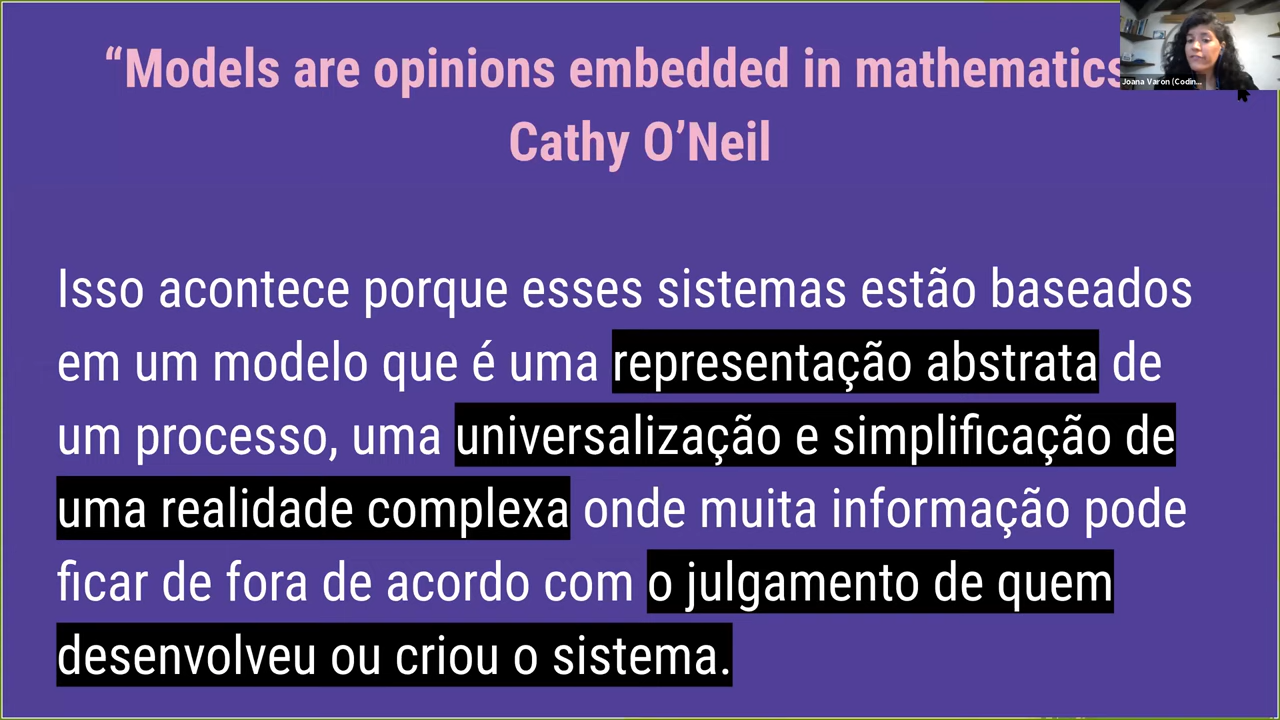 “Models are opinions embedded in mathematics
Joana Varon (Codin...
Cathy O’Neil
Isso acontece porque esses sistemas estão baseados
em um modelo que é uma representação abstrata de
um processo, uma universalização e simplificação de
uma realidade complexa onde muita informação pode
ficar de fora de acordo com o julgamento de quem
desenvolveu ou criou o sistema.